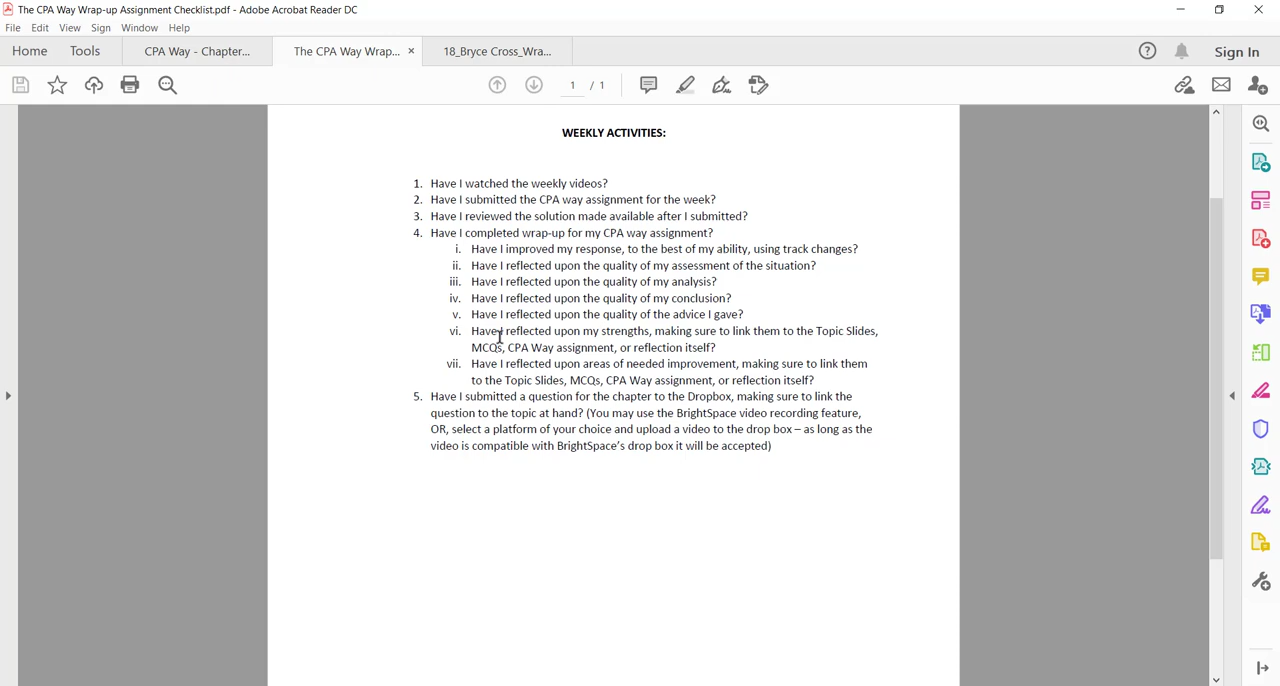 The CPA Way Wrap-up Assignment Checklist.pdf - Adobe Acrobat Reader DC
File Edit View Sign Window Help
Home Tools CPA Way - Chapter... The CPA Way Wrap... × 18_Bryce Cross_Wra... Sign In
1 / 1
WEEKLY ACTIVITIES:
1. Have I watched the weekly videos?
2. Have I submitted the CPA way assignment for the week?
3. Have I reviewed the solution made available after I submitted?
4. Have I completed wrap-up for my CPA way assignment?
i. Have I improved my response, to the best of my ability, using track changes?
ii. Have I reflected upon the quality of my assessment of the situation?
iii. Have I reflected upon the quality of my analysis?
iv. Have I reflected upon the quality of my conclusion?
v. Have I reflected upon the quality of the advice I gave?
vi. Have I reflected upon my strengths, making sure to link them to the Topic Slides,
MCQs, CPA Way assignment, or reflection itself?
vii. Have I reflected upon areas of needed improvement, making sure to link them
to the Topic Slides, MCQs, CPA Way assignment, or reflection itself?
5. Have I submitted a question for the chapter to the Dropbox, making sure to link the
question to the topic at hand? (You may use the BrightSpace video recording feature,
OR, select a platform of your choice and upload a video to the drop box – as long as the
video is compatible with BrightSpace's drop box it will be accepted)